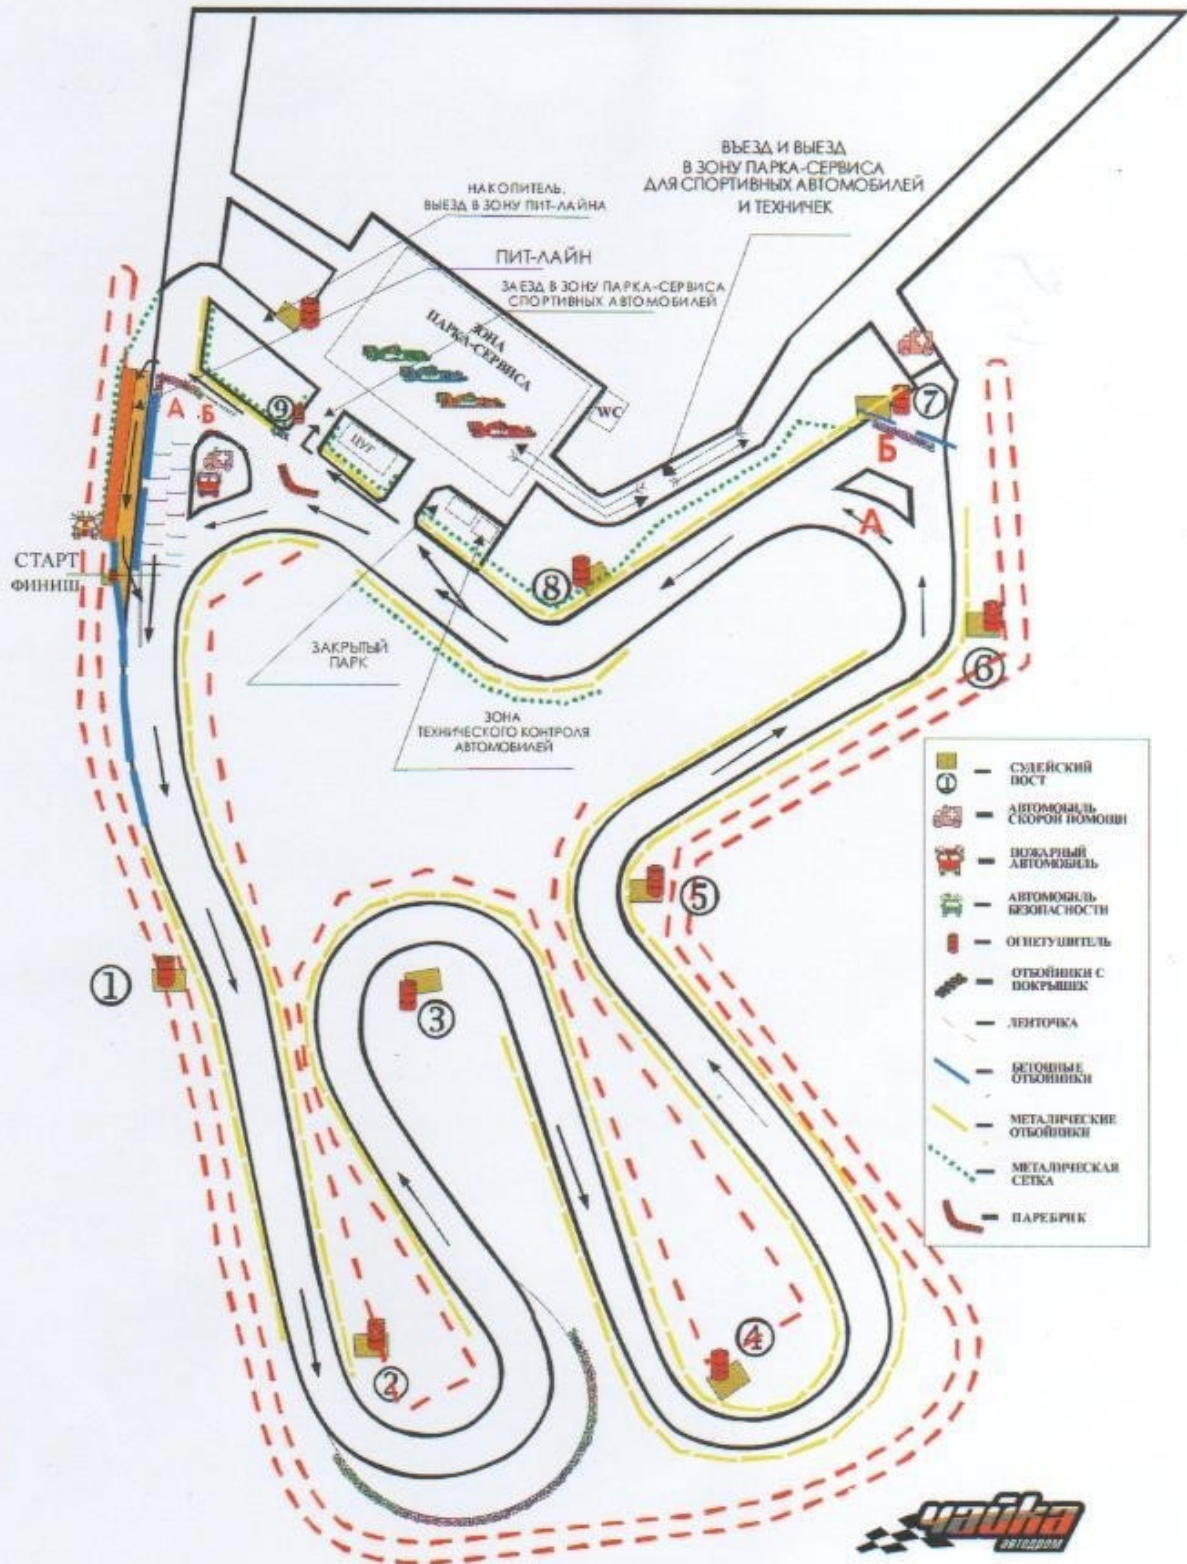 ВЪЕЗД И ВЫЕЗД
В ЗОНУ ПАРКА-СЕРВИСА
ДЛЯ СПОРТИВНЫХ АВТОМОБИЛЕЙ
И ТЕХНИЧЕК
НАКОПИТЕЛЬ.
ВЫЕЗД В ЗОНУ ПИТ-ЛАЙНА
ПИТ-ЛАЙН
ЗАЕЗД В ЗОНУ ПАРКА-СЕРВИСА
СПОРТИВНЫХ АВТОМОБИЛЕЙ
ЗОНА
ПАРКА-СЕРВИСА
WC
А
Б
9
ЦУГ
7
Б
А
СТАРТ
ФИНИШ
8
ЗАКРЫТЫЙ
ПАРК
6
ЗОНА
ТЕХНИЧЕСКОГО КОНТРОЛЯ
АВТОМОБИЛЕЙ
5
1
3
4
2
1
СУДЕЙСКИЙ
ПОСТ
АВТОМОБИЛЬ
СКОРОЙ ПОМОЩИ
ПОЖАРНЫЙ
АВТОМОБИЛЬ
АВТОМОБИЛЬ
БЕЗОПАСНОСТИ
ОГНЕТУШИТЕЛЬ
ОТБОЙНИКИ С
ПОКРЫШЕК
ЛЕНТОЧКА
БЕТОННЫЕ
ОТБОЙНИКИ
МЕТАЛИЧЕСКИЕ
ОТБОЙНИКИ
МЕТАЛИЧЕСКАЯ
СЕТКА
ПАРЕБРИК
чайка
автодром